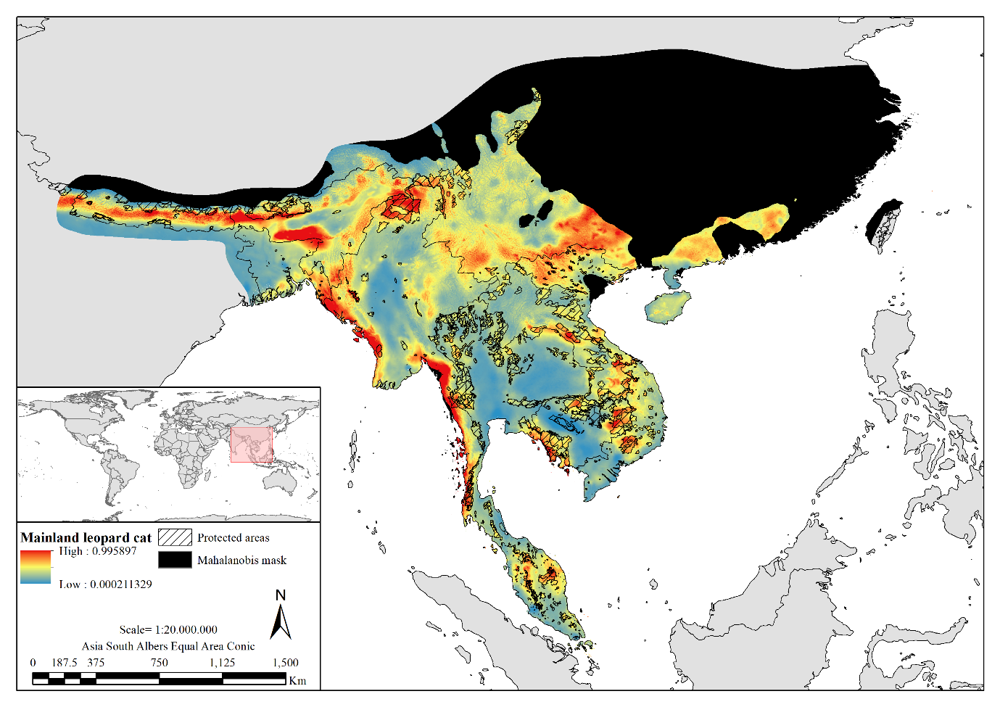 Mainland leopard cat
High : 0.995897
Low : 0.000211329
Protected areas
Mahalanobis mask
N
Scale= 1:20.000.000
Asia South Albers Equal Area Conic
0 187.5 375 750 1,125 1,500
Km